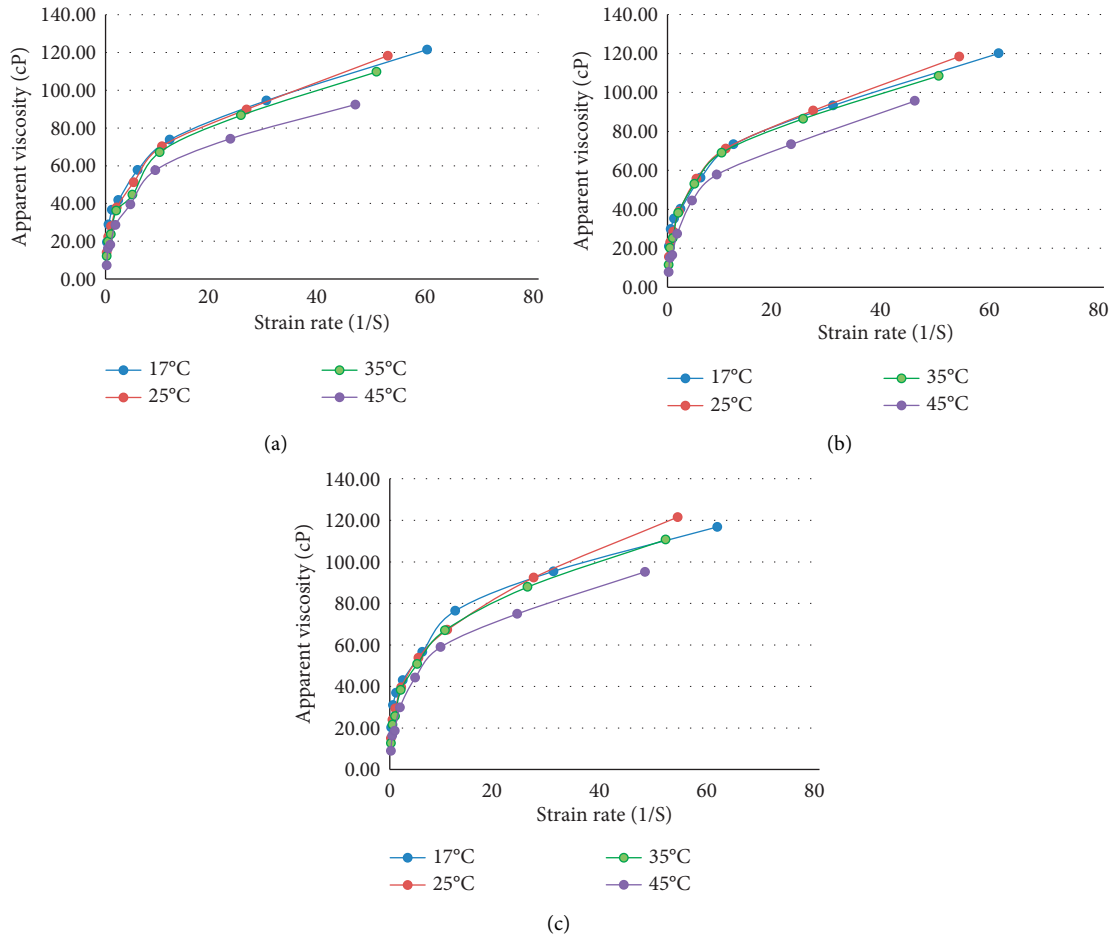 Apparent viscosity (cP)
140.00
120.00
100.00
80.00
60.00
40.00
20.00
0.00
0 20 40 60 80
Strain rate (1/S)
17°C 35°C
25°C 45°C
(a)
Apparent viscosity (cP)
140.00
120.00
100.00
80.00
60.00
40.00
20.00
0.00
0 20 40 60 80
Strain rate (1/S)
17°C 35°C
25°C 45°C
(b)
Apparent viscosity (cP)
140.00
120.00
100.00
80.00
60.00
40.00
20.00
0.00
0 20 40 60 80
Strain rate (1/S)
17°C 35°C
25°C 45°C
(c)